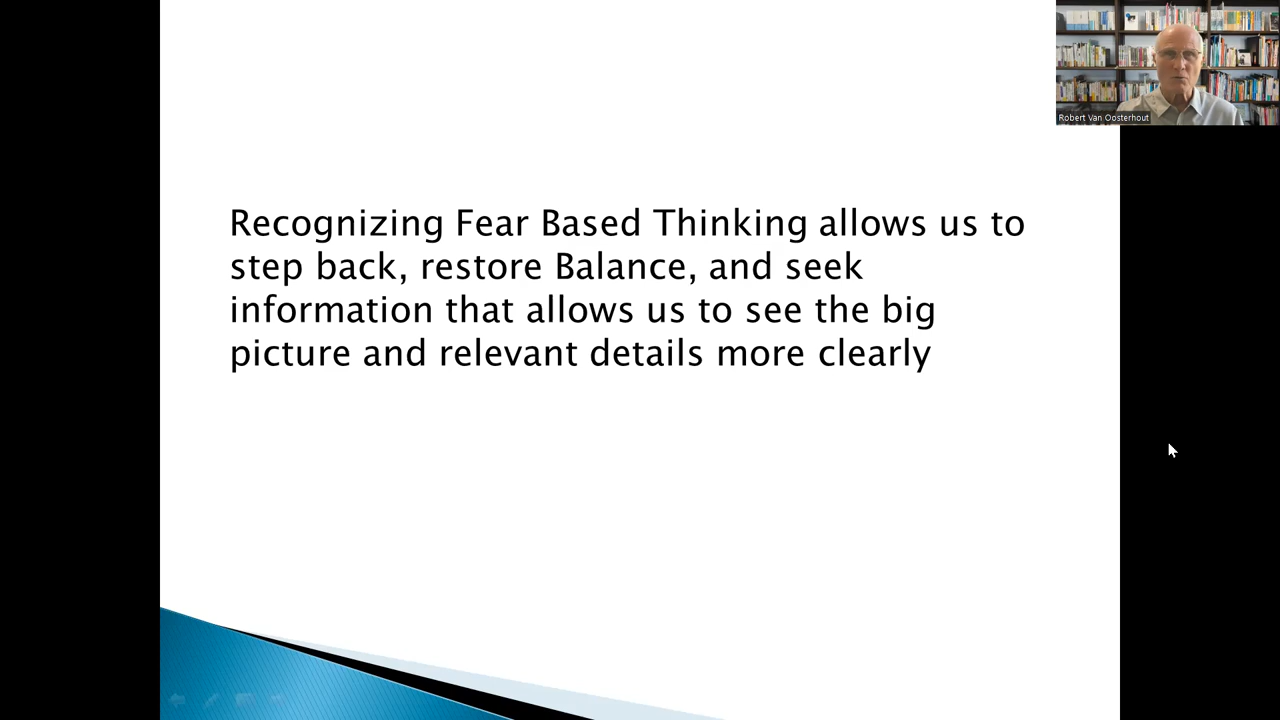 Robert Van Oosterhout
Recognizing Fear Based Thinking allows us to
step back, restore Balance, and seek
information that allows us to see the big
picture and relevant details more clearly